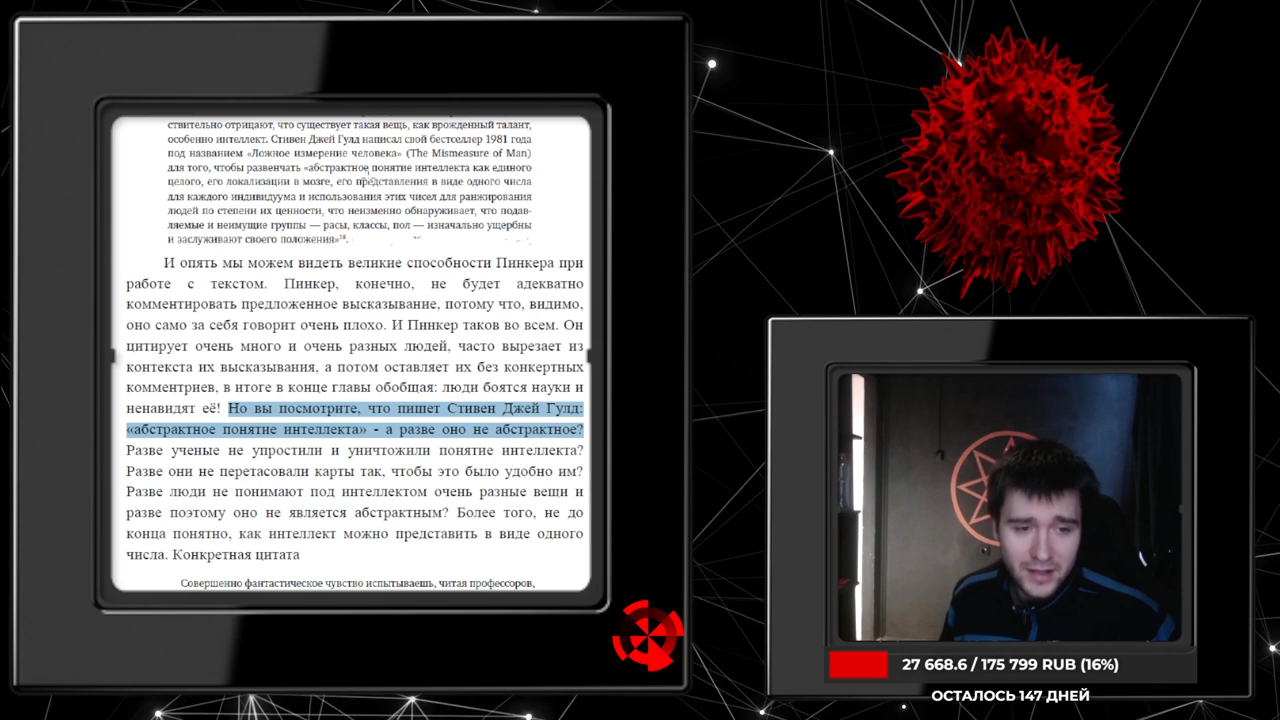 ствительно отрицают, что существует такая вещь, как врожденный талант,
особенно интеллект. Стивен Джей Гулд написал свой бестселлер 1981 года
под названием «Ложное измерение человека» (The Mismeasure of Man)
для того, чтобы развенчать «абстрактное понятие интеллекта как единого
целого, его локализации в мозге, его представления в виде одного числа
для каждого индивидуума и использования этих чисел для ранжирования
людей по степени их ценности, что неизменно обнаруживает, что подав-
ляемые и неимущие группы — расы, классы, пол — изначально ущербны
и заслуживают своего положения»¹⁸.
И опять мы можем видеть великие способности Пинкера при
работе с текстом. Пинкер, конечно, не будет адекватно
комментировать предложенное высказывание, потому что, видимо,
оно само за себя говорит очень плохо. И Пинкер таков во всем. Он
цитирует очень много и очень разных людей, часто вырезает из
контекста их высказывания, а потом оставляет их без конкертных
комментриев, в итоге в конце главы обобщая: люди боятся науки и
ненавидят её! Но вы посмотрите, что пишет Стивен Джей Гулд:
«абстрактное понятие интеллекта» - а разве оно не абстрактное?
Разве ученые не упростили и уничтожили понятие интеллекта?
Разве они не перетасовали карты так, чтобы это было удобно им?
Разве люди не понимают под интеллектом очень разные вещи и
разве поэтому оно не является абстрактным? Более того, не до
конца понятно, как интеллект можно представить в виде одного
числа. Конкретная цитата
Совершенно фантастическое чувство испытываешь, читая профессоров,
27 668.6 / 175 799 RUB (16%)
ОСТАЛОСЬ 147 ДНЕЙ